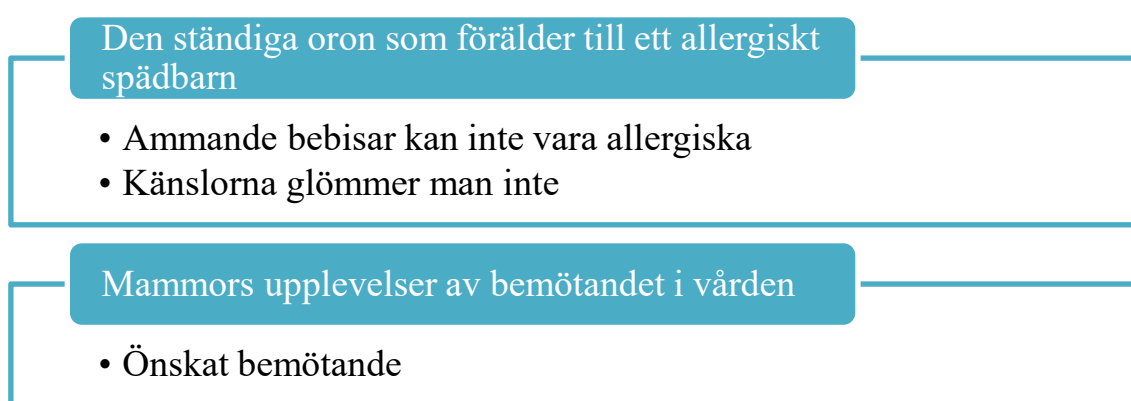 Den ständiga oron som förälder till ett allergiskt
spädbarn
• Ammande bebisar kan inte vara allergiska
• Känslorna glömmer man inte
Mammors upplevelser av bemötandet i vården
• Önskat bemötande